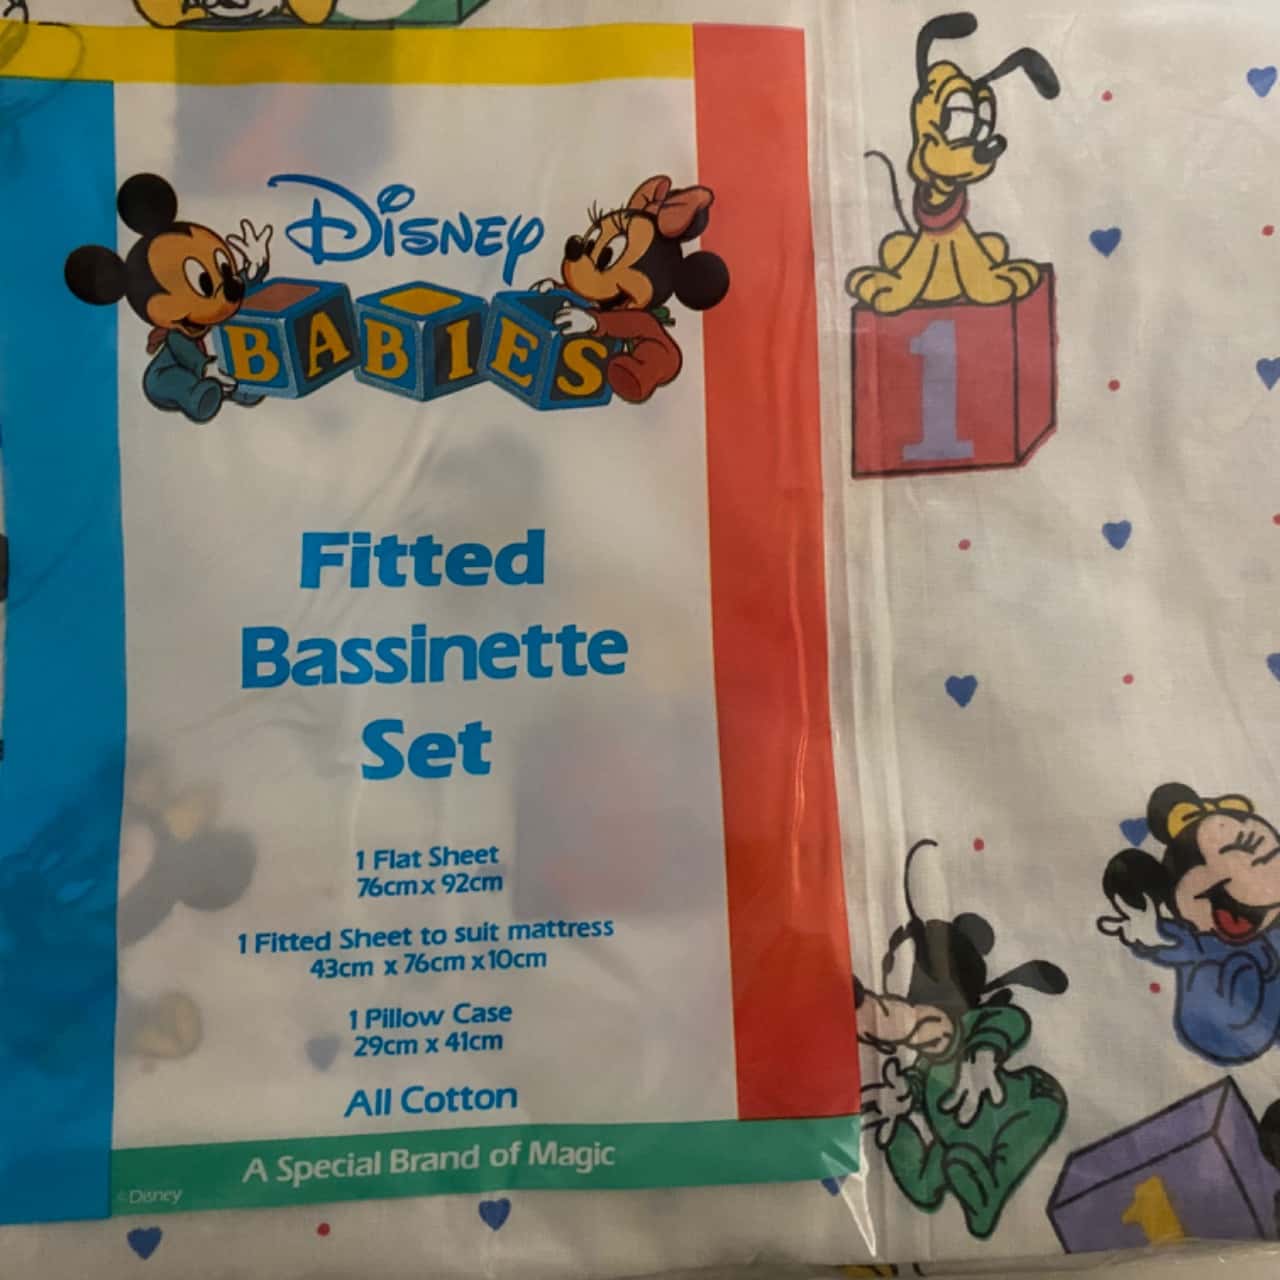 Disney
BABIES
Fitted
Bassinette
Set
1 Flat Sheet
76cm x 92cm
1 Fitted Sheet to suit mattress
43cm x 76cm x 10cm
1 Pillow Case
29cm x 41cm
All Cotton
A Special Brand of Magic
©Disney
1
1